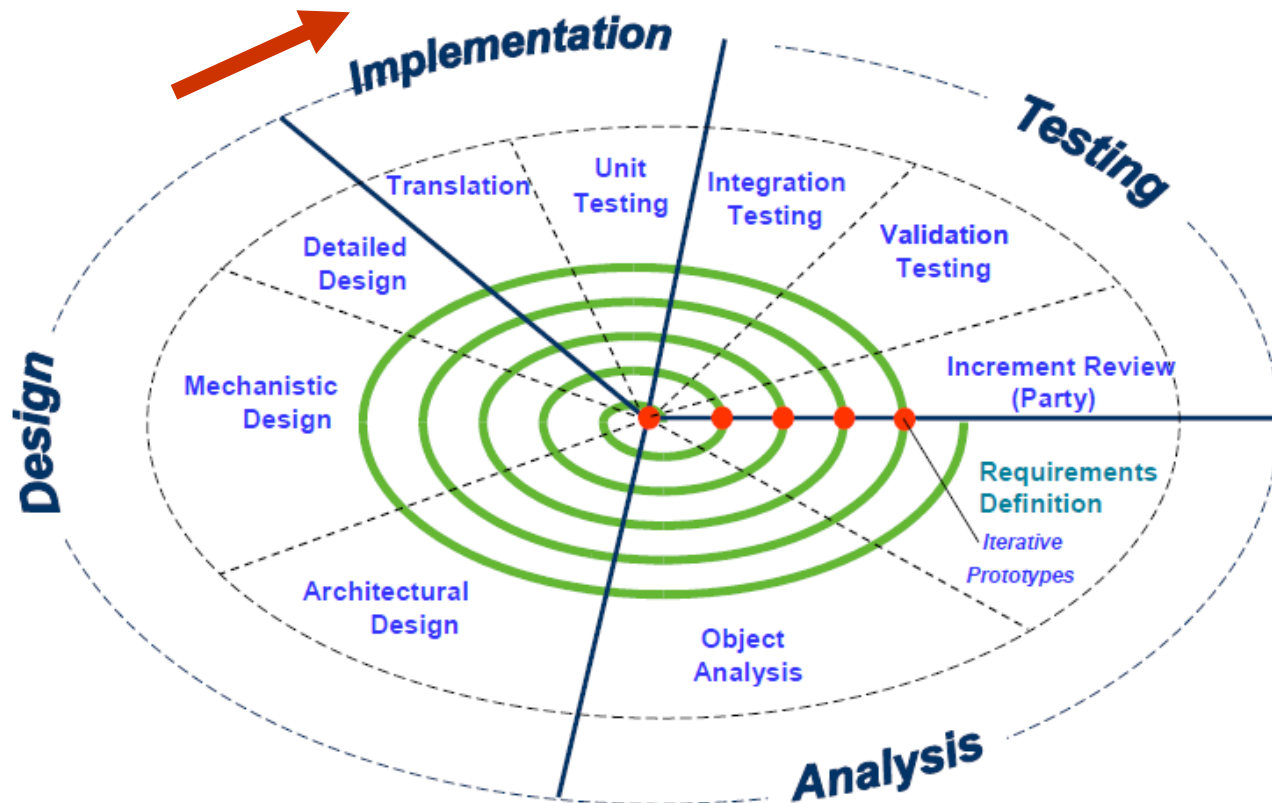 Implementation
Testing
Unit
Testing
Integration
Testing
Translation
Detailed
Design
Validation
Testing
Design
Mechanistic
Design
Increment Review
(Party)
Requirements
Definition
Iterative
Prototypes
Architectural
Design
Object
Analysis
Analysis